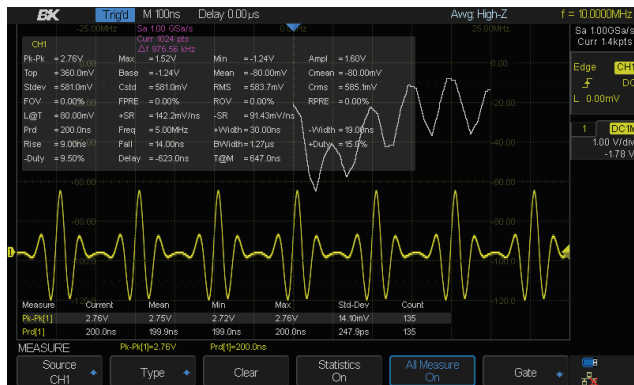 BK Trig'd M 100ns Delay 0.00µs Awg: High-Z f = 10.0000MHz
-25.00MHz Sa 1.00GSa/s 25.00MHz Sa 1.00GSa/s
Curr 1024 pts Curr 1.4kpts
CH1 Δ1 976.56 kHz
Pk-Pk =2.76V Max =1.52V Min =-1.24V Ampl =1.60V
Top =360.0mV Base =-1.24V Mean =-80.00mV Cmean =-80.00mV Edge CH1
Stdev =581.0mV Cstd =581.0mV RMS =583.7mV Crms =585.1mV DC
FOV =0.00% FPRE =0.00% ROV =0.00% RPRE =0.00% -20.00 L 0.00mV
L@T =80.00mV +SR =142.2mV/ns -SR =91.43mV/ns
Prd =200.0ns Freq =5.00MHz +Width=30.00ns -Width=19.00ns 1 DC1M
Rise =9.00ns Fall =14.00ns BWidth=1.27µs +Duty=15.0% 1.00 V/div
-Duty =9.50% Delay =-623.0ns T@M =647.0ns -1.78 V
-60.00 -60.00
-80.00 -80.00
1
-100.0 -100.0
-120.0
Measure Current Mean Min Max Std-Dev Count
Pk-Pk[1] 2.76V 2.75V 2.72V 2.76V 14.10mV 135
Prd[1] 200.0ns 199.9ns 199.0ns 200.0ns 247.9ps 135
MEASURE Pk-Pk[1]=2.76V Prd[1]=200.0ns
Source Type Clear Statistics All Measure Gate
CH1 On On